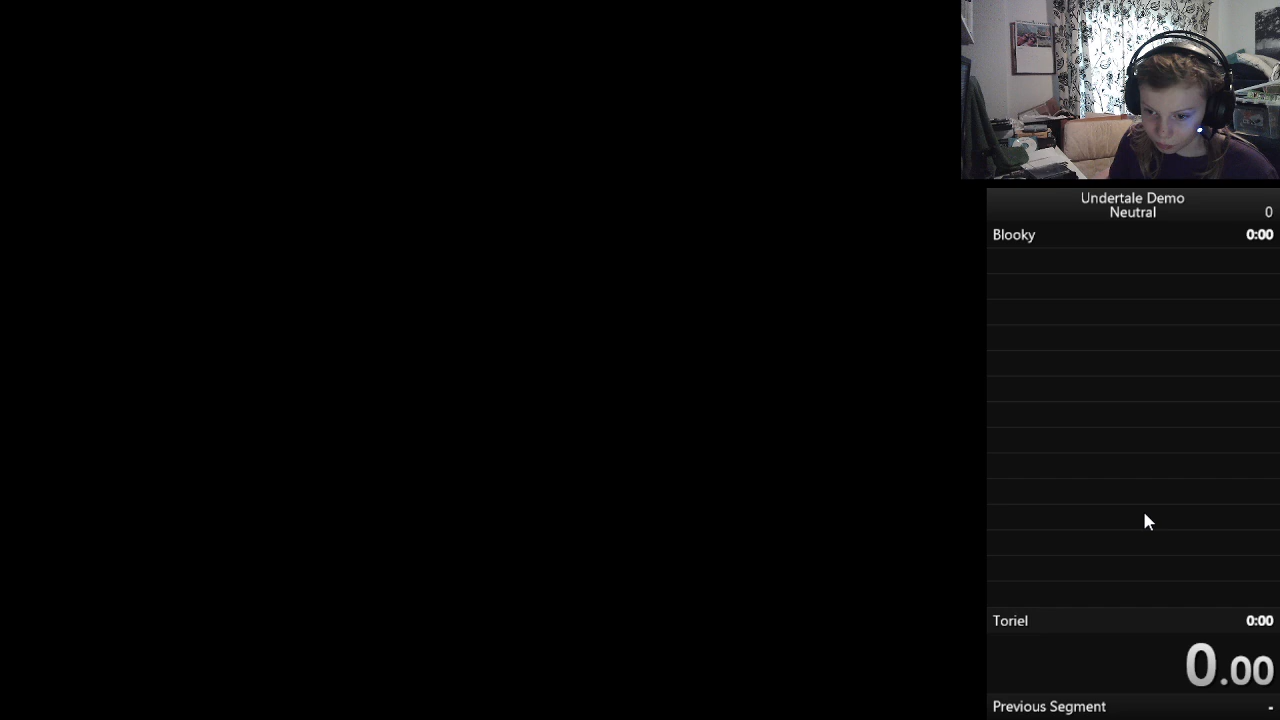 Undertale Demo
Neutral 0
Blooky 0:00
Toriel 0:00
0.00
Previous Segment -